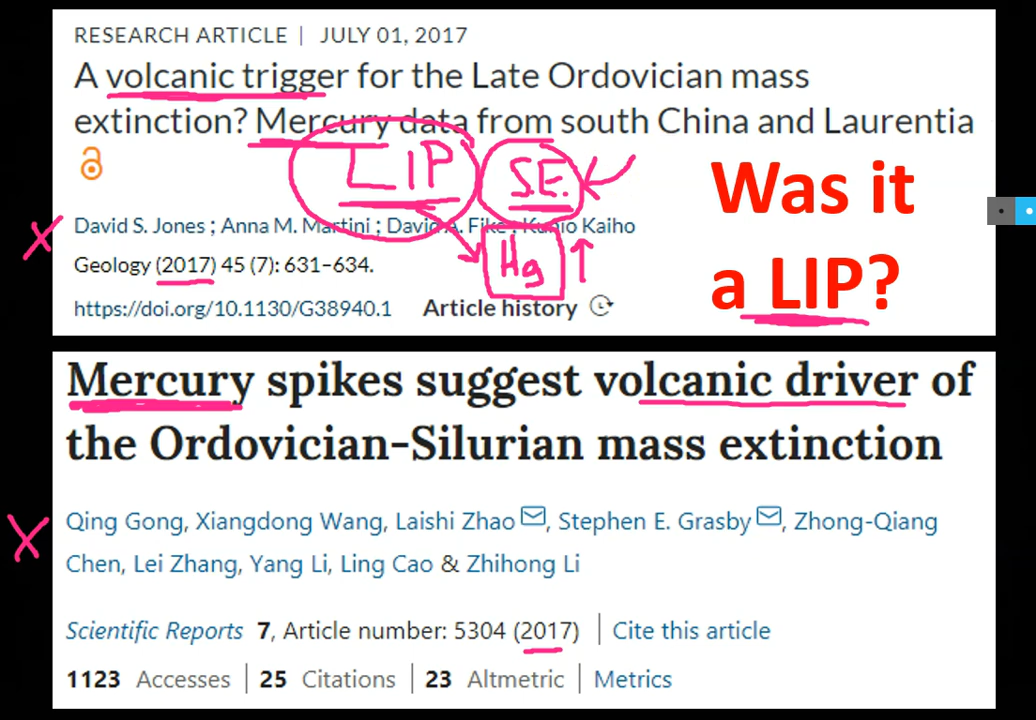 RESEARCH ARTICLE | JULY 01, 2017
A volcanic trigger for the Late Ordovician mass
extinction? Mercury data from south China and Laurentia
LIP
S.E.
Was it
a LIP?
David S. Jones ; Anna M. Martini ; David A. Fike ; Kunio Kaiho
Hg
Geology (2017) 45 (7): 631–634.
https://doi.org/10.1130/G38940.1 Article history
Mercury spikes suggest volcanic driver of
the Ordovician-Silurian mass extinction
Qing Gong, Xiangdong Wang, Laishi Zhao, Stephen E. Grasby, Zhong-Qiang
Chen, Lei Zhang, Yang Li, Ling Cao & Zhihong Li
Scientific Reports 7, Article number: 5304 (2017) | Cite this article
1123 Accesses | 25 Citations | 23 Altmetric | Metrics